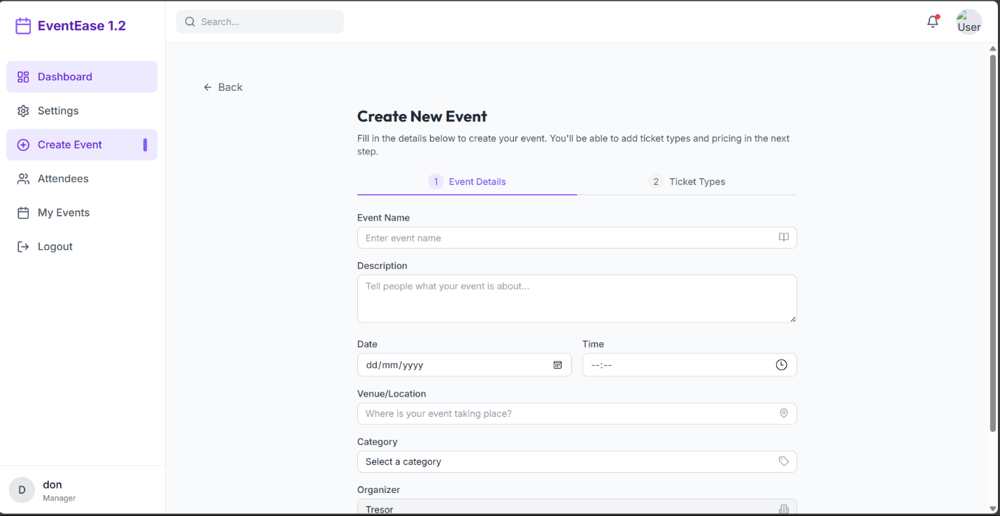 EventEase 1.2
Search...
User
Dashboard
Settings
Create Event
Attendees
My Events
Logout
don
D
Manager
Back
Create New Event
Fill in the details below to create your event. You'll be able to add ticket types and pricing in the next
step.
1 Event Details
2 Ticket Types
Event Name
Enter event name
Description
Tell people what your event is about...
Date
Time
dd/mm/yyyy
--:--
Venue/Location
Where is your event taking place?
Category
Select a category
Organizer
Tresor